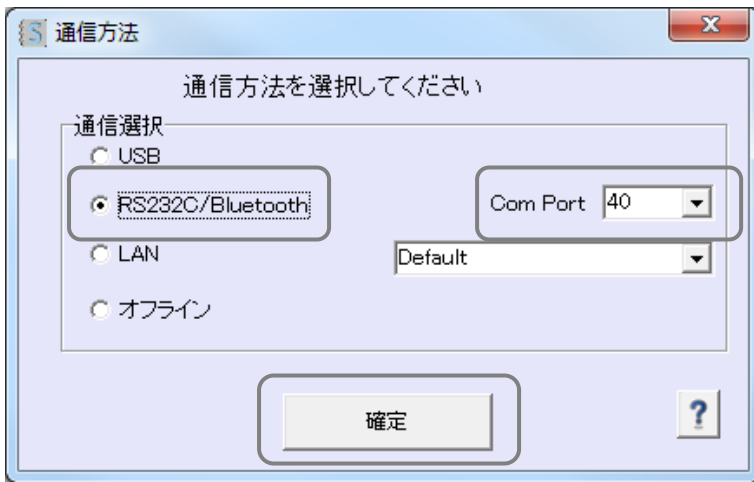 通信方法
通信方法を選択してください
通信選択
USB
RS232C/Bluetooth Com Port 40
LAN Default
オフライン
確定 ?